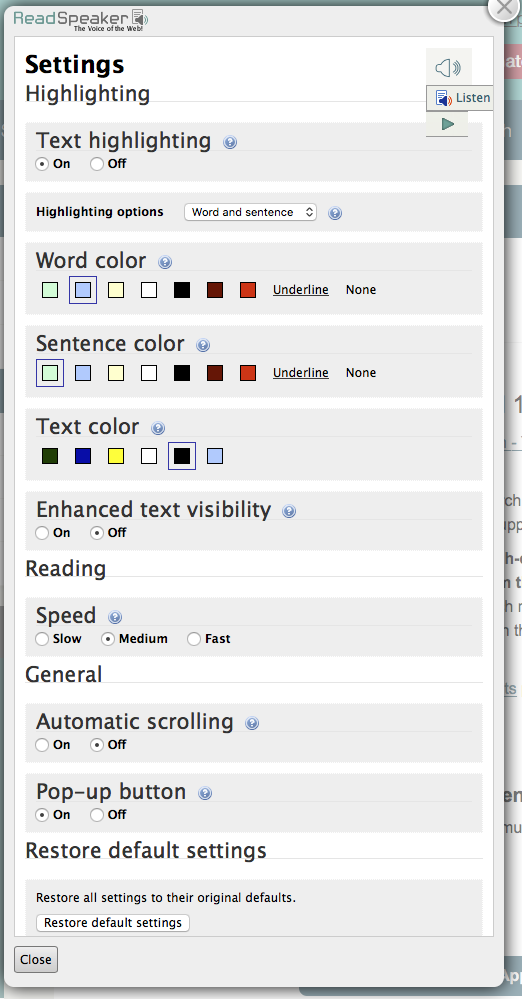 ReadSpeaker
The Voice of the Web!
Settings
Highlighting
Listen
Text highlighting
On Off
Highlighting options Word and sentence
Word color
Underline None
Sentence color
Underline None
Text color
Enhanced text visibility
On Off
Reading
Speed
Slow Medium Fast
General
Automatic scrolling
On Off
Pop-up button
On Off
Restore default settings
Restore all settings to their original defaults.
Restore default settings
Close